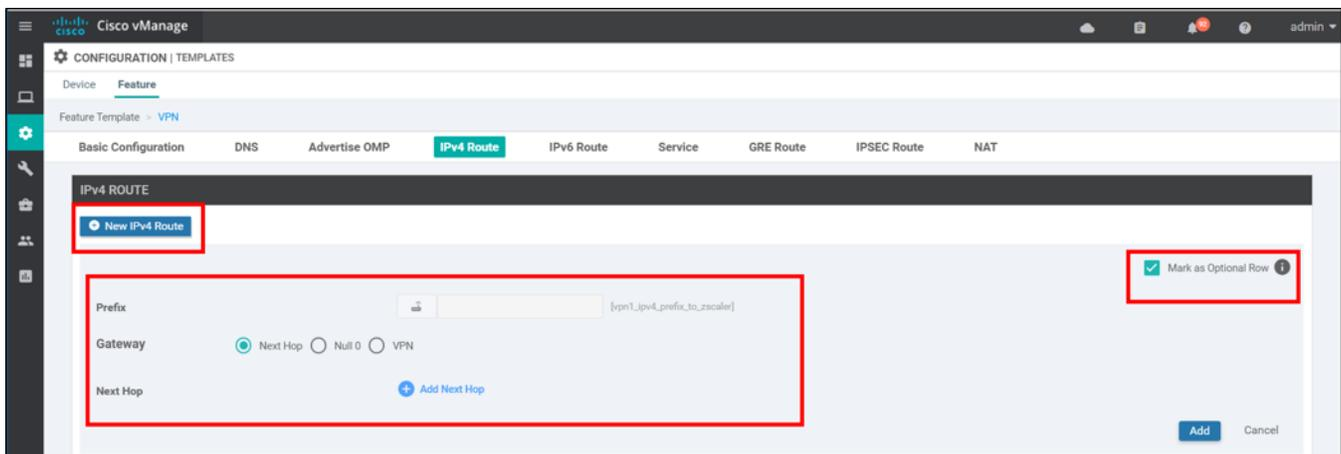 cisco Cisco vManage 92 admin
CONFIGURATION | TEMPLATES
Device Feature
Feature Template > VPN
Basic Configuration DNS Advertise OMP IPv4 Route IPv6 Route Service GRE Route IPSEC Route NAT
IPv4 ROUTE
New IPv4 Route
Mark as Optional Row
Prefix [vpn1_ipv4_prefix_to_zscaler]
Gateway Next Hop Null 0 VPN
Next Hop Add Next Hop
Add Cancel